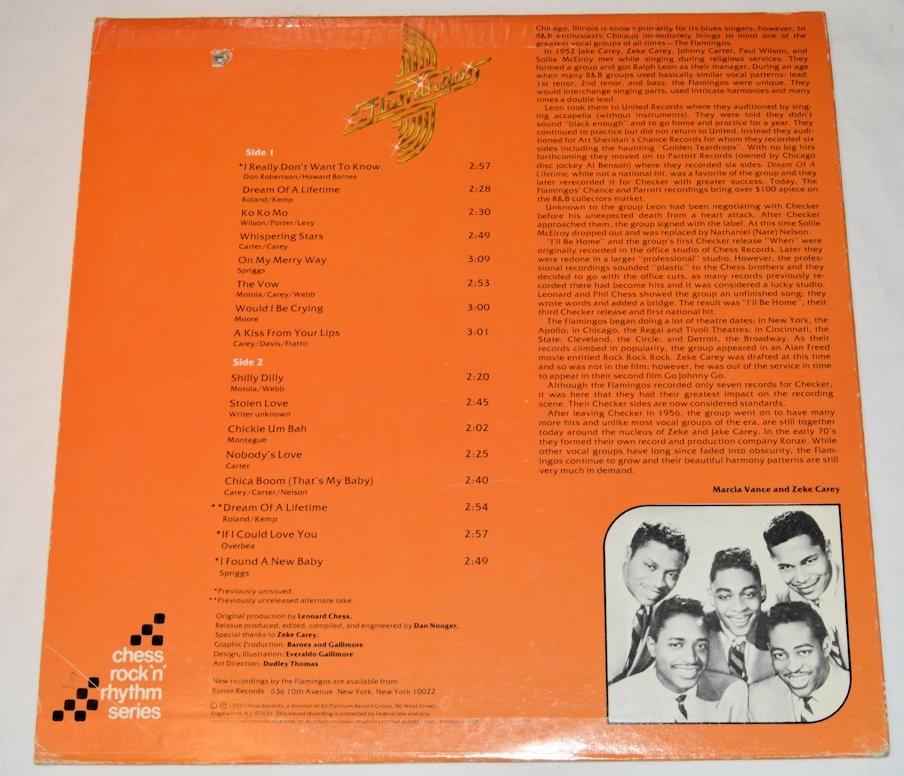 Flamingos
Side 1
*I Really Don't Want To Know 2:57
Don Robertson/Howard Barnes
Dream Of A Lifetime 2:28
Roland/Kemp
Ko Ko Mo 2:30
Wilson/Porter/Levy
Whispering Stars 2:49
Carter/Carey
On My Merry Way 3:09
Spriggs
The Vow 2:53
Motola/Carey/Webb
Would I Be Crying 3:00
Moore
A Kiss From Your Lips 3:01
Carey/Davis/Fratto
Side 2
Shilly Dilly 2:20
Motola/Webb
Stolen Love 2:45
Writer unknown
Chickie Um Bah 2:02
Montague
Nobody's Love 2:25
Carter
Chica Boom (That's My Baby) 2:40
Carey/Carter/Nelson
**Dream Of A Lifetime 2:54
Roland/Kemp
*If I Could Love You 2:57
Overbea
*I Found A New Baby 2:49
Spriggs
*Previously unissued.
**Previously unreleased alternate take.
Original production by Leonard Chess.
Reissue produced, edited, compiled, and engineered by Dan Nooger.
Special thanks to Zeke Carey.
Graphic Production: Barnes and Gallimore
Design, Illustration: Everaldo Gallimore
Art Direction: Dudley Thomas
New recordings by the Flamingos are available from:
Ronze Records 636 10th Avenue New York, New York 10022
© ℗ 1976 Chess Records, a division of All Platinum Record Group, 96 West Street,
Englewood, N.J. 07631. This sound recording is protected by federal law and any
chess
rock 'n'
rhythm
series
Chicago, Illinois is known primarily for its blues singers; however, to
R&B enthusiasts Chicago immediately brings to mind one of the
greatest vocal groups of all times—The Flamingos.
In 1952 Jake Carey, Zeke Carey, Johnny Carter, Paul Wilson, and
Sollie McElroy met while singing during religious services. They
formed a group and got Ralph Leon as their manager. During an age
when many R&B groups used basically similar vocal patterns: lead,
1st tenor, 2nd tenor, and bass, the Flamingos were unique. They
would interchange singing parts, used intricate harmonies and many
times a double lead.
Leon took them to United Records where they auditioned by sing-
ing accapella (without instruments). They were told they didn't
sound "black enough" and to go home and practice for a year. They
continued to practice but did not return to United. Instead they audi-
tioned for Art Sheridan's Chance Records for whom they recorded six
sides including the haunting "Golden Teardrops". With no big hits
forthcoming they moved on to Parrott Records (owned by Chicago
disc jockey Al Benson) where they recorded six sides. Dream Of A
Lifetime, while not a national hit, was a favorite of the group and they
later rerecorded it for Checker with greater success. Today, The
Flamingos' Chance and Parrott recordings bring over $100 apiece on
the R&B collectors market.
Unknown to the group Leon had been negotiating with Checker
before his unexpected death from a heart attack. After Checker
approached them, the group signed with the label. At this time Sollie
McElroy dropped out and was replaced by Nathaniel (Nate) Nelson.
"I'll Be Home" and the group's first Checker release "When" were
originally recorded in the office studio of Chess Records. Later they
were redone in a larger "professional" studio. However, the profes-
sional recordings sounded "plastic" to the Chess brothers and they
decided to go with the office cuts, as many records previously re-
corded there had become hits and it was considered a lucky studio.
Leonard and Phil Chess showed the group an unfinished song; they
wrote words and added a bridge. The result was "I'll Be Home", their
third Checker release and first national hit.
The Flamingos began doing a lot of theatre dates: in New York, the
Apollo; in Chicago, the Regal and Tivoli Theatres; in Cincinnati, the
State; Cleveland, the Circle; and Detroit, the Broadway. As their
records climbed in popularity, the group appeared in an Alan Freed
movie entitled Rock Rock Rock. Zeke Carey was drafted at this time
and so was not in the film; however, he was out of the service in time
to appear in their second film Go Johnny Go.
Although the Flamingos recorded only seven records for Checker,
it was here that they had their greatest impact on the recording
scene. Their Checker sides are now considered standards.
After leaving Checker in 1956, the group went on to have many
more hits and unlike most vocal groups of the era, are still together
today around the nucleus of Zeke and Jake Carey. In the early 70's
they formed their own record and production company Ronze. While
other vocal groups have long since faded into obscurity, the Flam-
ingos continue to grow and their beautiful harmony patterns are still
very much in demand.
Marcia Vance and Zeke Carey